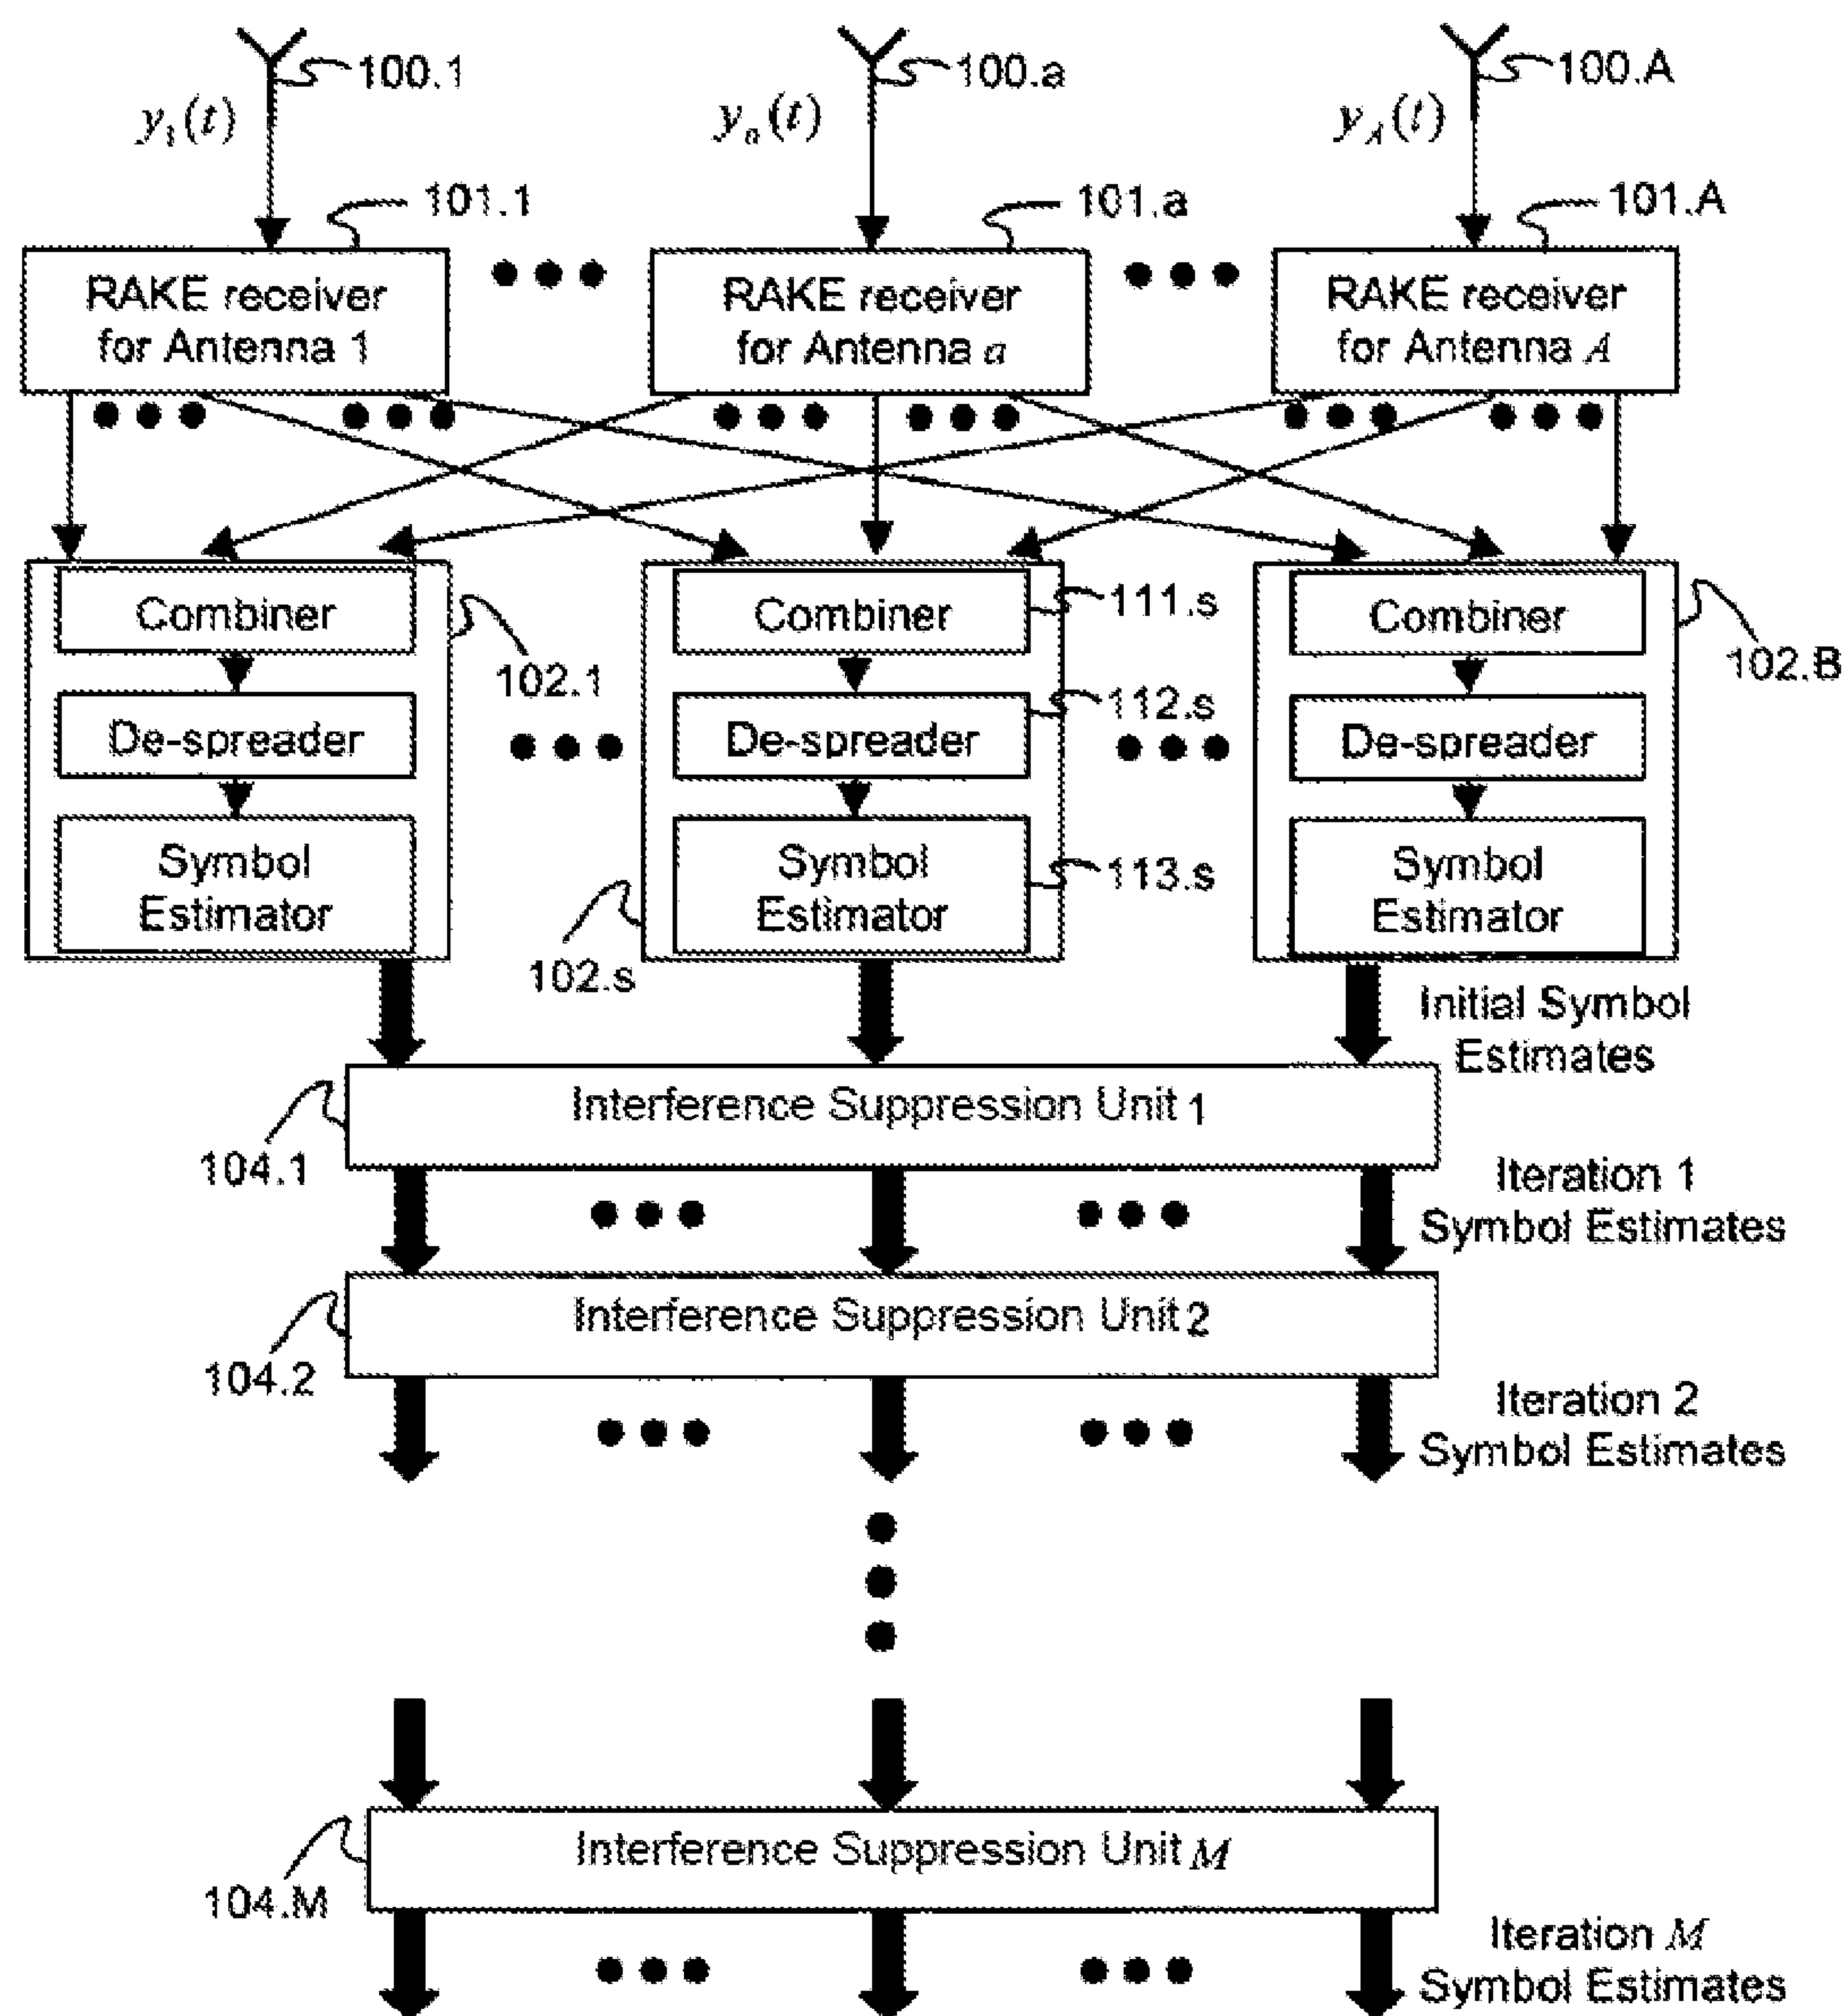 100.1
100.a
100.A
y₁(t)
yₐ(t)
y_A(t)
101.1
101.a
101.A
RAKE receiver
for Antenna 1
RAKE receiver
for Antenna a
RAKE receiver
for Antenna A
Combiner
De-spreader
Symbol
Estimator
102.1
Combiner
De-spreader
Symbol
Estimator
111.s
112.s
113.s
102.s
Combiner
De-spreader
Symbol
Estimator
102.B
Initial Symbol
Estimates
Interference Suppression Unit 1
104.1
Iteration 1
Symbol Estimates
Interference Suppression Unit 2
104.2
Iteration 2
Symbol Estimates
Interference Suppression Unit M
104.M
Iteration M
Symbol Estimates